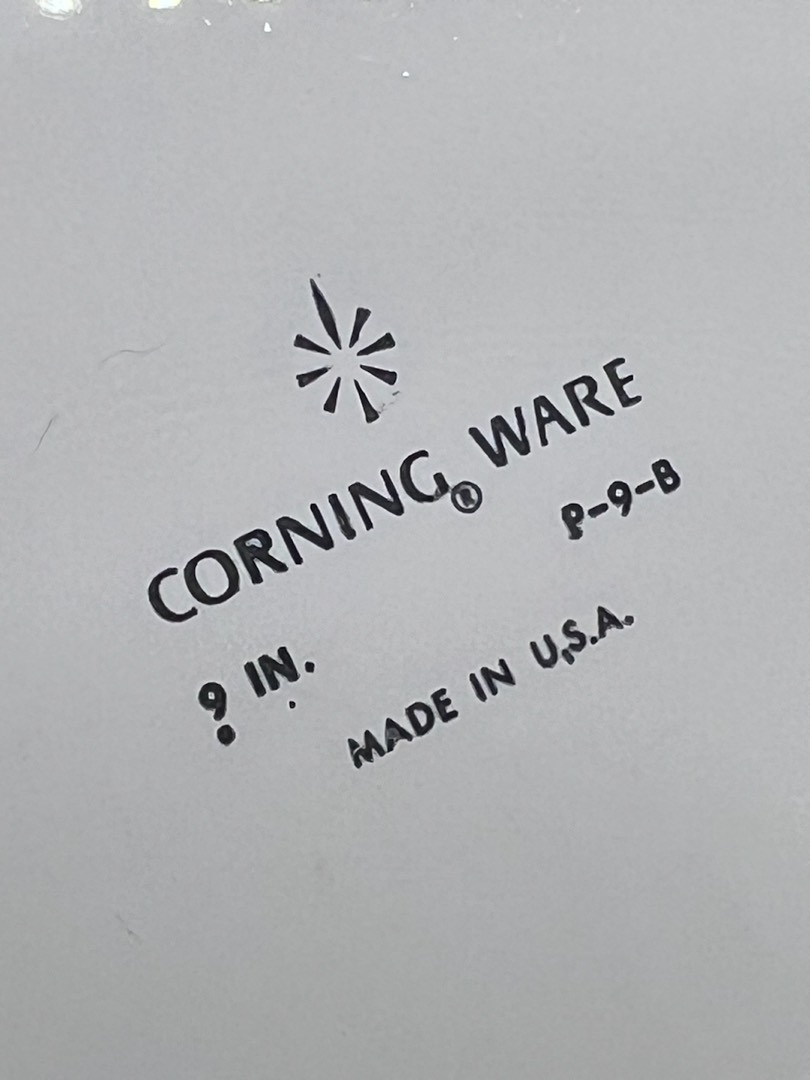 CORNING® WARE
P-9-B
9 IN.
MADE IN U.S.A.